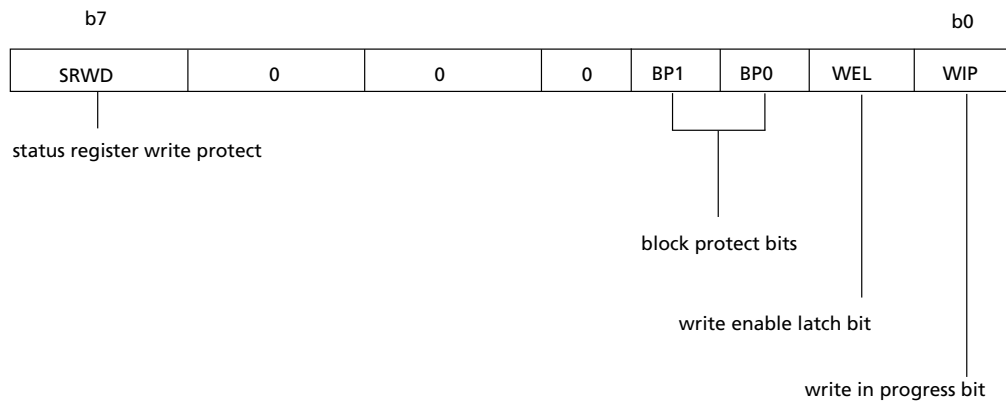 b7 b0
SRWD 0 0 0 BP1 BP0 WEL WIP
status register write protect
block protect bits
write enable latch bit
write in progress bit